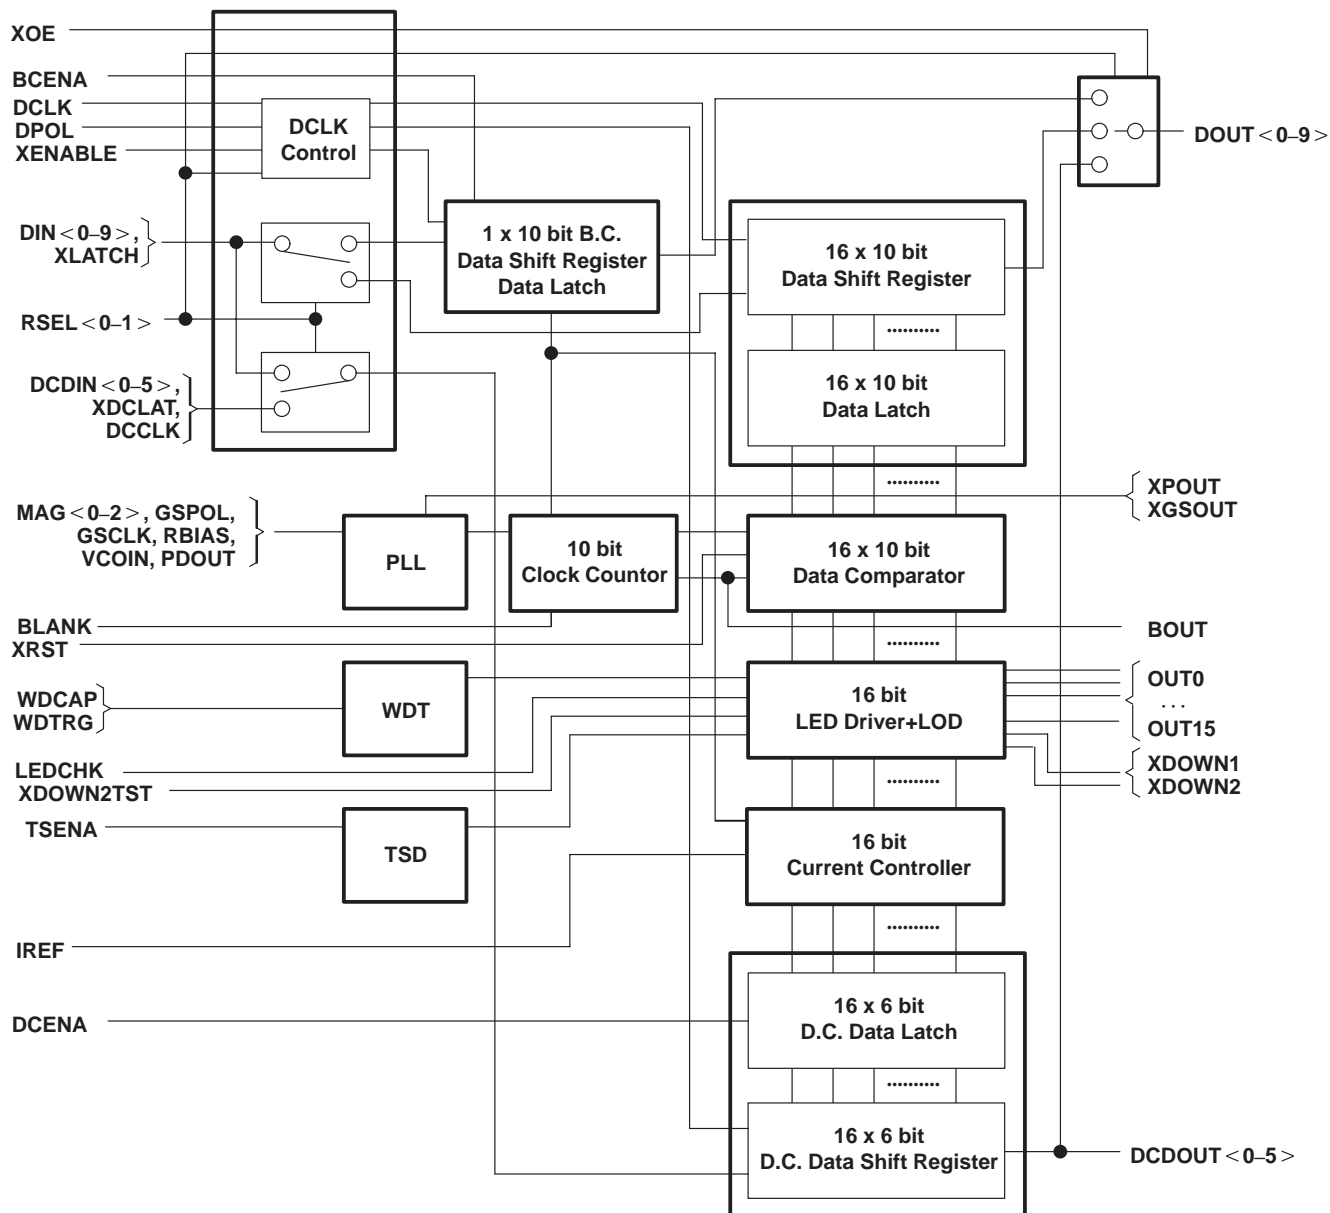 XOE
BCENA
DCLK
DPOL
XENABLE
DCLK
Control
DOUT <0–9>
DIN <0–9>,
XLATCH
1 x 10 bit B.C.
Data Shift Register
Data Latch
16 x 10 bit
Data Shift Register
..........
RSEL <0–1>
DCDIN <0–5>,
XDCLAT,
DCCLK
16 x 10 bit
Data Latch
..........
MAG <0–2>, GSPOL,
GSCLK, RBIAS,
VCOIN, PDOUT
PLL
10 bit
Clock Countor
16 x 10 bit
Data Comparator
XPOUT
XGSOUT
BLANK
XRST
..........
BOUT
WDCAP
WDTRG
WDT
16 bit
LED Driver+LOD
OUT0
...
OUT15
LEDCHK
XDOWN2TST
..........
XDOWN1
XDOWN2
TSENA
TSD
16 bit
Current Controller
..........
IREF
DCENA
16 x 6 bit
D.C. Data Latch
..........
16 x 6 bit
D.C. Data Shift Register
DCDOUT <0–5>